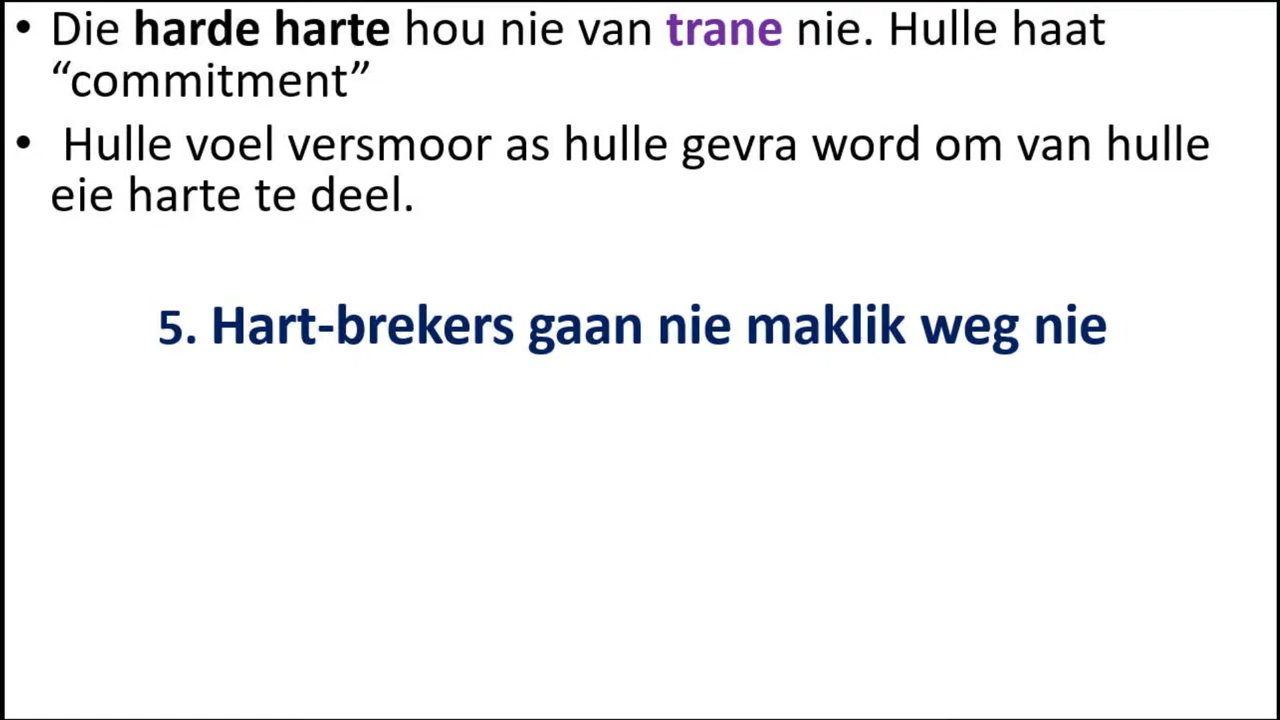 • Die harde harte hou nie van trane nie. Hulle haat
“commitment”
• Hulle voel versmoor as hulle gevra word om van hulle
eie harte te deel.
5. Hart-brekers gaan nie maklik weg nie